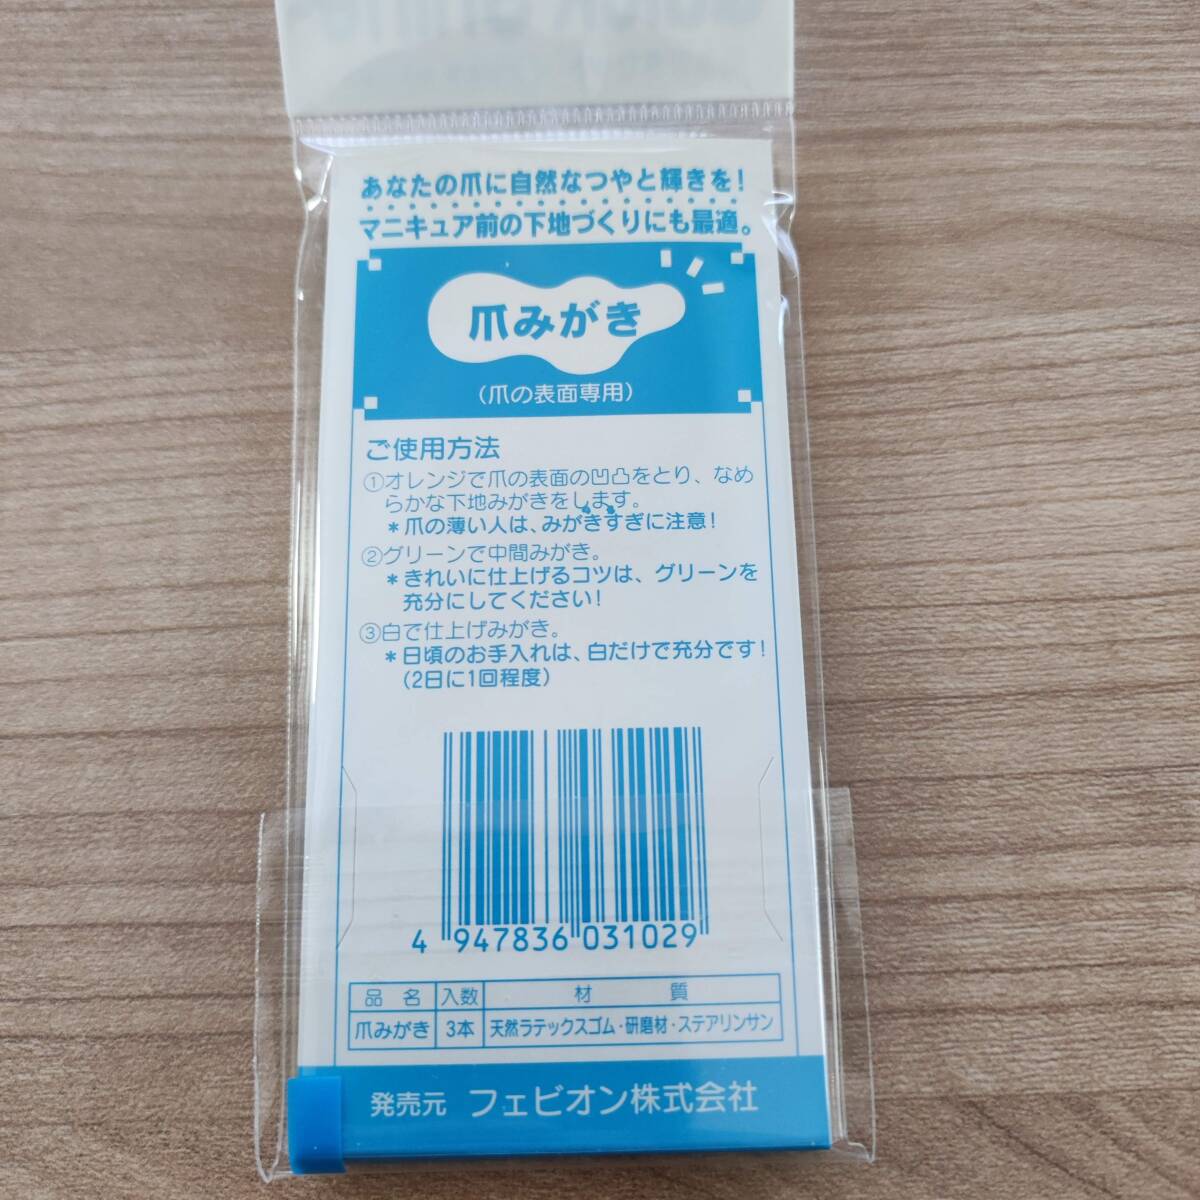 あなたの爪に自然なつやと輝きを!
マニキュア前の下地づくりにも最適。
爪みがき
(爪の表面専用)
ご使用方法
①オレンジで爪の表面の凹凸をとり、なめ
らかな下地みがきをします。
*爪の薄い人は、みがきすぎに注意!
②グリーンで中間みがき。
*きれいに仕上げるコツは、グリーンを
充分にしてください!
③白で仕上げみがき。
*日頃のお手入れは、白だけで充分です!
(2日に1回程度)
4 947836 031029
品名 入数 材質
爪みがき 3本 天然ラテックスゴム・研磨材・ステアリンサン
発売元 フェビオン株式会社